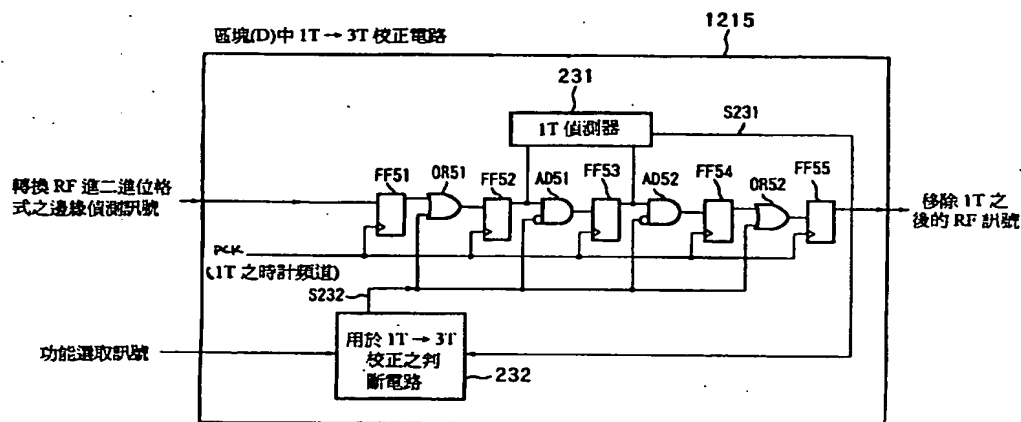 區塊(D)中 1T → 3T 校正電路
1215
231
1T 偵測器
S231
轉換 RF 進二進位格
式之邊緣偵測訊號
FF51
OR51
FF52
AD51
FF53
AD52
FF54
OR52
FF55
移除 1T 之
後的 RF 訊號
PCK
(1T 之時計頻道)
S232
功能選取訊號
用於 1T → 3T
校正之判
斷電路
232